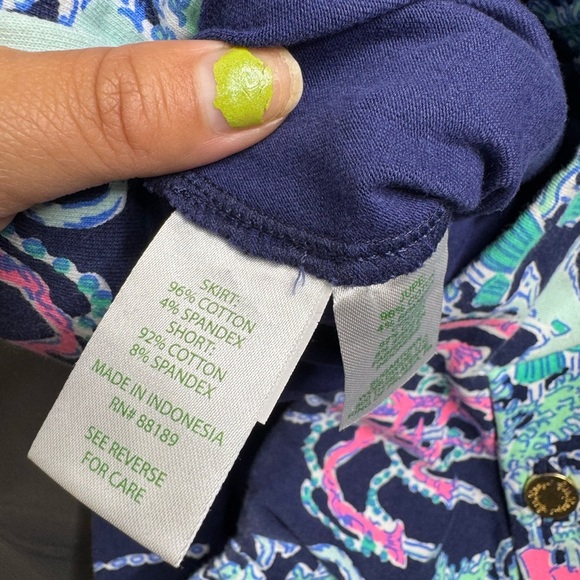 SKIRT:
96% COTTON
4% SPANDEX
SHORT:
92% COTTON
8% SPANDEX
MADE IN INDONESIA
RN# 88189
SEE REVERSE
FOR CARE